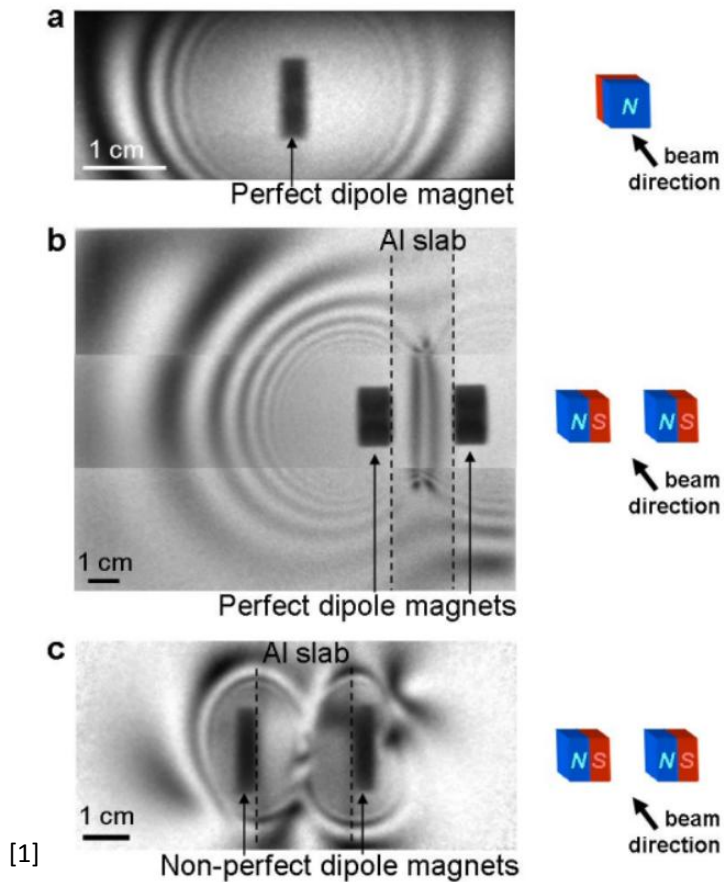 a
N
1 cm
beam
direction
Perfect dipole magnet
b
Al slab
N S N S
beam
direction
1 cm
Perfect dipole magnets
c
Al slab
N S N S
beam
direction
1 cm
[1]
Non-perfect dipole magnets